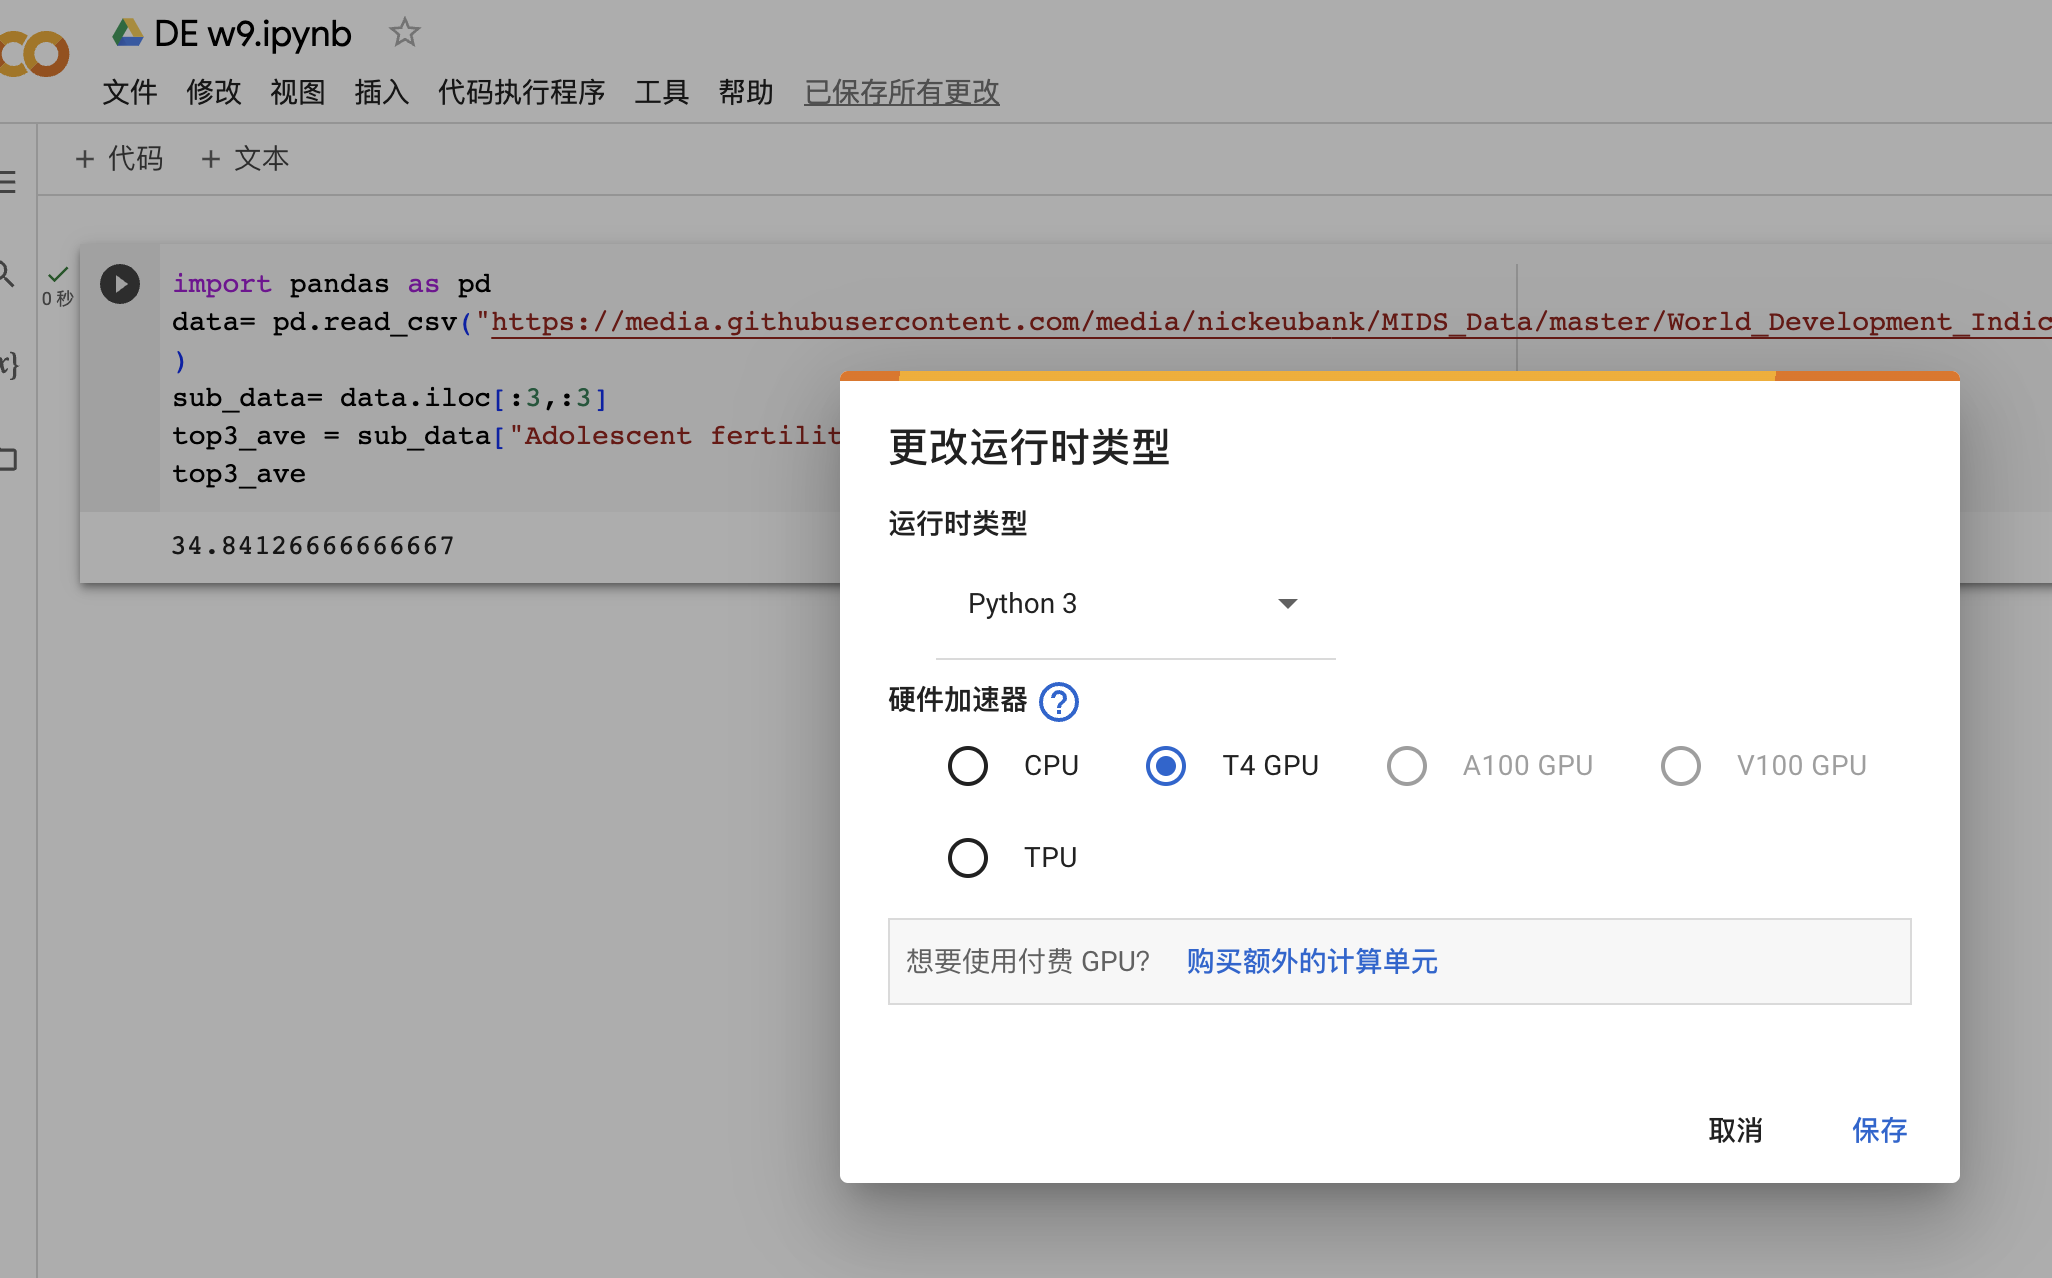 DE w9.ipynb
文件 修改 视图 插入 代码执行程序 工具 帮助 已保存所有更改
+ 代码 + 文本
0 秒
import pandas as pd
data= pd.read_csv("https://media.githubusercontent.com/media/nickeubank/MIDS_Data/master/World_Development_Indic
)
sub_data= data.iloc[:3,:3]
top3_ave = sub_data["Adolescent fertilit
top3_ave
34.84126666666667
{x}
更改运行时类型
运行时类型
Python 3
硬件加速器 ?
CPU T4 GPU A100 GPU V100 GPU
TPU
想要使用付费 GPU? 购买额外的计算单元
取消 保存